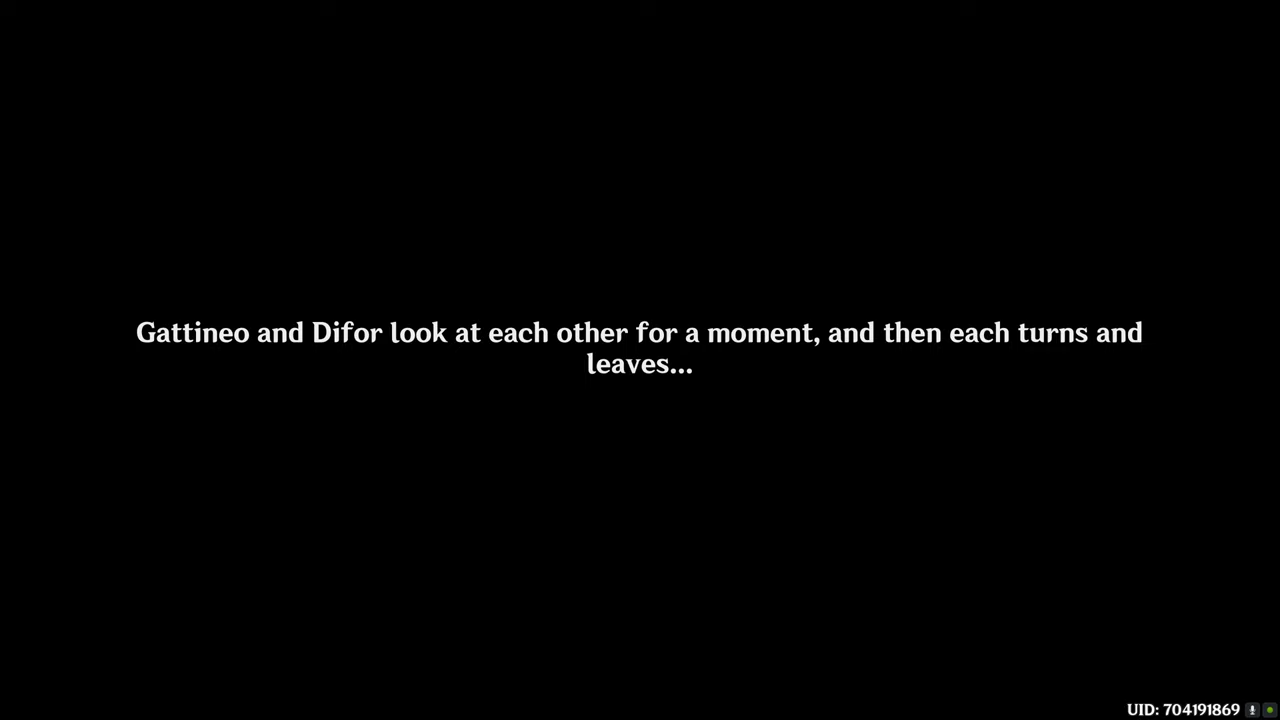 Gattineo and Difor look at each other for a moment, and then each turns and
leaves...
UID: 704191869